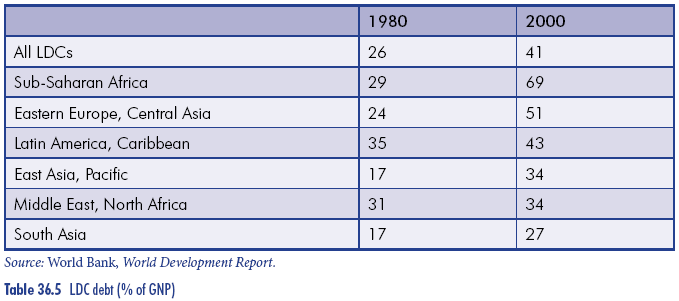 1980 2000
All LDCs 26 41
Sub-Saharan Africa 29 69
Eastern Europe, Central Asia 24 51
Latin America, Caribbean 35 43
East Asia, Pacific 17 34
Middle East, North Africa 31 34
South Asia 17 27
Source: World Bank, World Development Report.
Table 36.5 LDC debt (% of GNP)